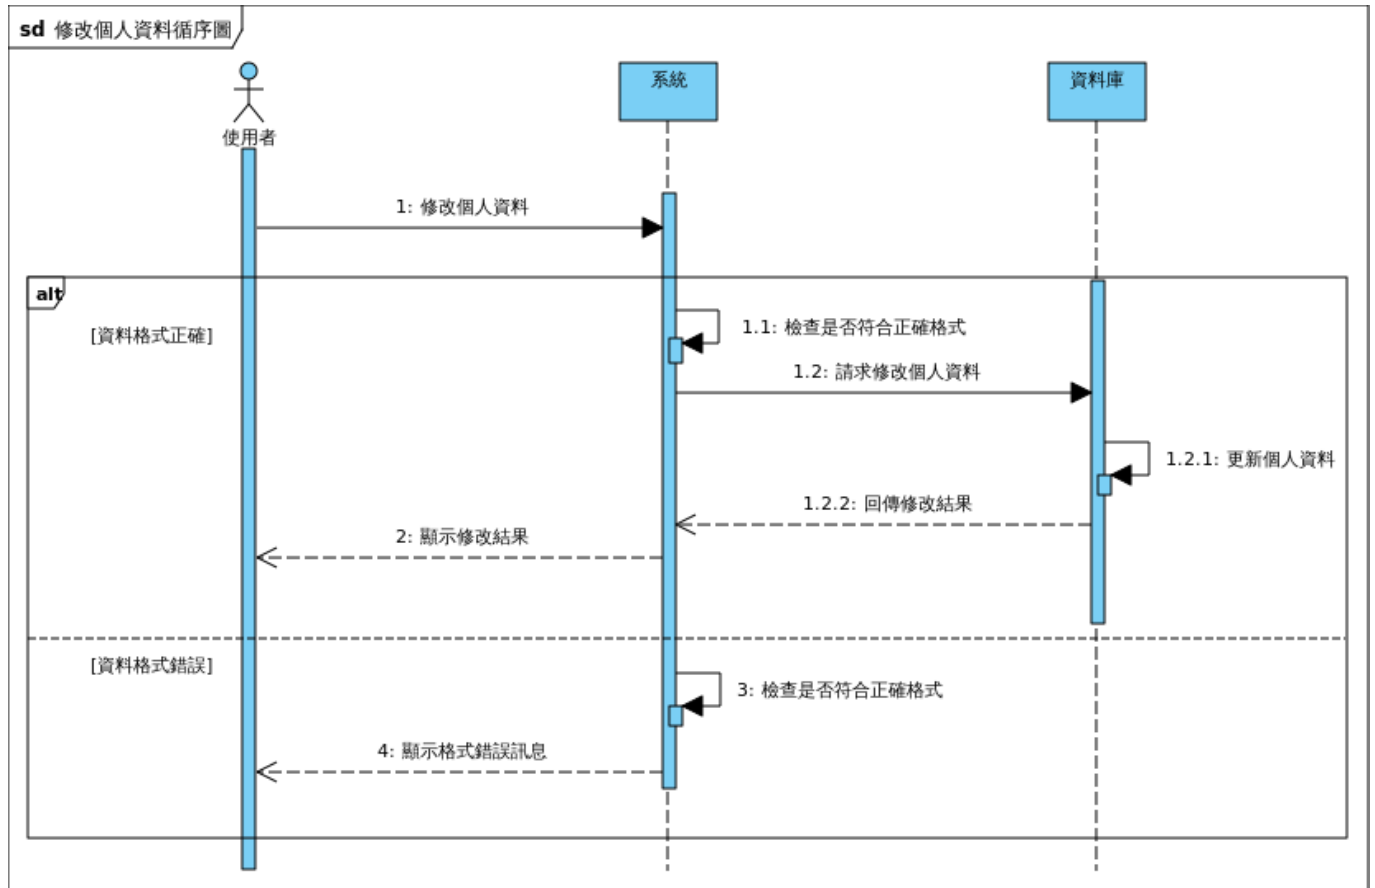 sd 修改個人資料循序圖
使用者
系統
資料庫
1: 修改個人資料
alt
[資料格式正確]
1.1: 檢查是否符合正確格式
1.2: 請求修改個人資料
1.2.1: 更新個人資料
1.2.2: 回傳修改結果
2: 顯示修改結果
[資料格式錯誤]
3: 檢查是否符合正確格式
4: 顯示格式錯誤訊息